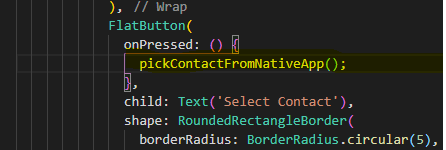 ), // Wrap
FlatButton(
onPressed: () {
pickContactFromNativeApp();
},
child: Text('Select Contact'),
shape: RoundedRectangleBorder(
borderRadius: BorderRadius.circular(5),